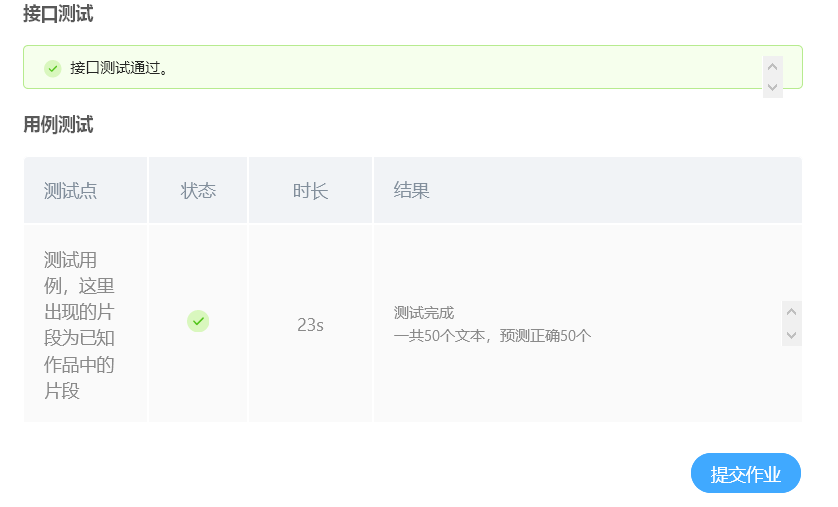 接口测试
接口测试通过。
用例测试
测试点 状态 时长 结果
测试用
例，这里
出现的片
段为已知
作品中的
片段
23s
测试完成
一共50个文本，预测正确50个
提交作业